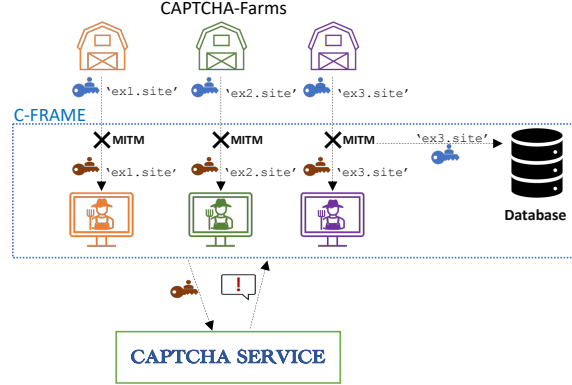 CAPTCHA-Farms
'ex1.site' 'ex2.site' 'ex3.site'
C-FRAME
MITM MITM MITM 'ex3.site'
'ex1.site' 'ex2.site' 'ex3.site'
Database
!
CAPTCHA SERVICE